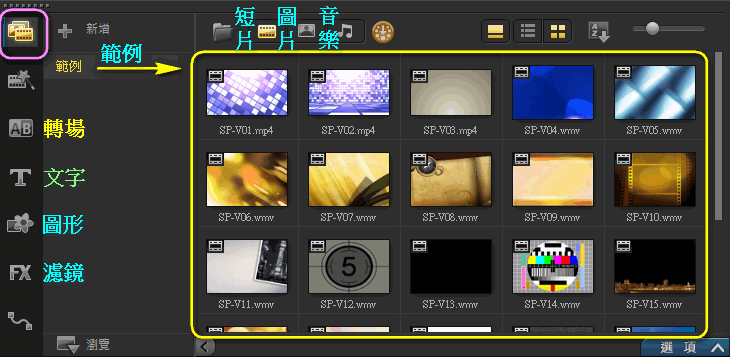 新增
短片 圖片 音樂
範例 範例
SP-V01.mp4 SP-V02.mp4 SP-V03.mp4 SP-V04.wmv SP-V05.wmv
AB 轉場
T 文字
SP-V06.wmv SP-V07.wmv SP-V08.wmv SP-V09.wmv SP-V10.wmv
圖形
FX 濾鏡
5
SP-V11.wmv SP-V12.wmv SP-V13.wmv SP-V14.wmv SP-V15.wmv
瀏覽
選項